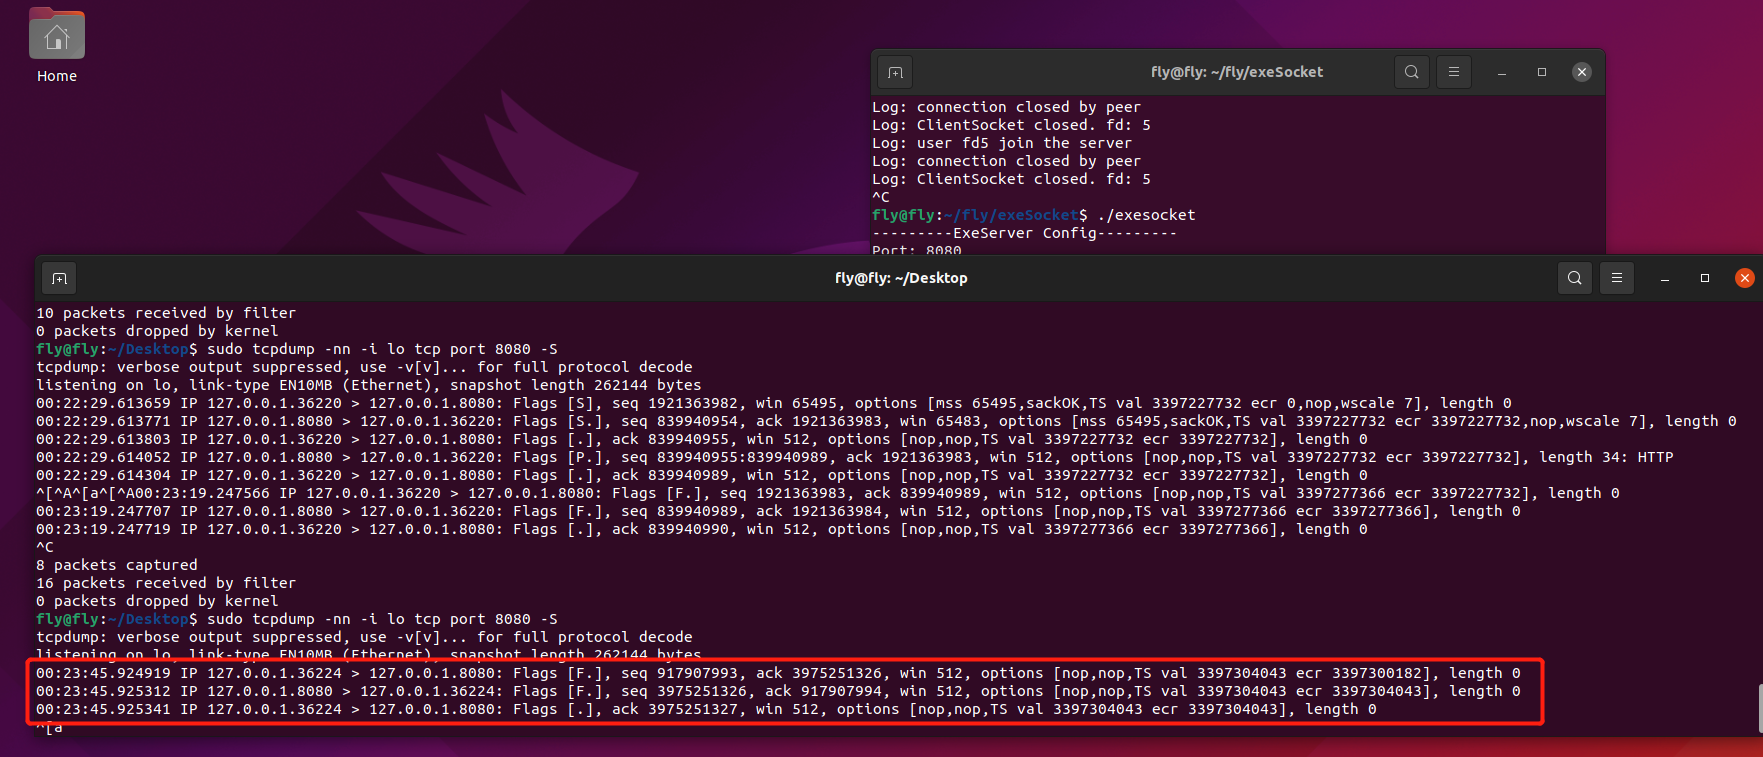 Home
fly@fly: ~/fly/exeSocket
Log: connection closed by peer
Log: ClientSocket closed. fd: 5
Log: user fd5 join the server
Log: connection closed by peer
Log: ClientSocket closed. fd: 5
^C
fly@fly:~/fly/exeSocket$ ./exesocket
---------ExeServer Config---------
Port: 8080
fly@fly: ~/Desktop
10 packets received by filter
0 packets dropped by kernel
fly@fly:~/Desktop$ sudo tcpdump -nn -i lo tcp port 8080 -S
tcpdump: verbose output suppressed, use -v[v]... for full protocol decode
listening on lo, link-type EN10MB (Ethernet), snapshot length 262144 bytes
00:22:29.613659 IP 127.0.0.1.36220 > 127.0.0.1.8080: Flags [S], seq 1921363982, win 65495, options [mss 65495,sackOK,TS val 3397227732 ecr 0,nop,wscale 7], length 0
00:22:29.613771 IP 127.0.0.1.8080 > 127.0.0.1.36220: Flags [S.], seq 839940954, ack 1921363983, win 65483, options [mss 65495,sackOK,TS val 3397227732 ecr 3397227732,nop,wscale 7], length 0
00:22:29.613803 IP 127.0.0.1.36220 > 127.0.0.1.8080: Flags [.], ack 839940955, win 512, options [nop,nop,TS val 3397227732 ecr 3397227732], length 0
00:22:29.614052 IP 127.0.0.1.8080 > 127.0.0.1.36220: Flags [P.], seq 839940955:839940989, ack 1921363983, win 512, options [nop,nop,TS val 3397227732 ecr 3397227732], length 34: HTTP
00:22:29.614304 IP 127.0.0.1.36220 > 127.0.0.1.8080: Flags [.], ack 839940989, win 512, options [nop,nop,TS val 3397227732 ecr 3397227732], length 0
^[^A^[a^[^A00:23:19.247566 IP 127.0.0.1.36220 > 127.0.0.1.8080: Flags [F.], seq 1921363983, ack 839940989, win 512, options [nop,nop,TS val 3397277366 ecr 3397227732], length 0
00:23:19.247707 IP 127.0.0.1.8080 > 127.0.0.1.36220: Flags [F.], seq 839940989, ack 1921363984, win 512, options [nop,nop,TS val 3397277366 ecr 3397277366], length 0
00:23:19.247719 IP 127.0.0.1.36220 > 127.0.0.1.8080: Flags [.], ack 839940990, win 512, options [nop,nop,TS val 3397277366 ecr 3397277366], length 0
^C
8 packets captured
16 packets received by filter
0 packets dropped by kernel
fly@fly:~/Desktop$ sudo tcpdump -nn -i lo tcp port 8080 -S
tcpdump: verbose output suppressed, use -v[v]... for full protocol decode
listening on lo, link-type EN10MB (Ethernet), snapshot length 262144 bytes
00:23:45.924919 IP 127.0.0.1.36224 > 127.0.0.1.8080: Flags [F.], seq 917907993, ack 3975251326, win 512, options [nop,nop,TS val 3397304043 ecr 3397300182], length 0
00:23:45.925312 IP 127.0.0.1.8080 > 127.0.0.1.36224: Flags [F.], seq 3975251326, ack 917907994, win 512, options [nop,nop,TS val 3397304043 ecr 3397304043], length 0
00:23:45.925341 IP 127.0.0.1.36224 > 127.0.0.1.8080: Flags [.], ack 3975251327, win 512, options [nop,nop,TS val 3397304043 ecr 3397304043], length 0
^[a